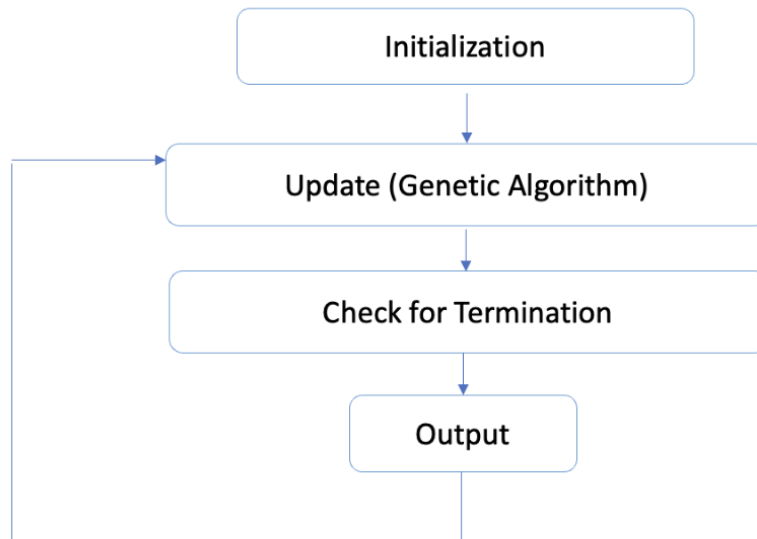 Initialization
Update (Genetic Algorithm)
Check for Termination
Output